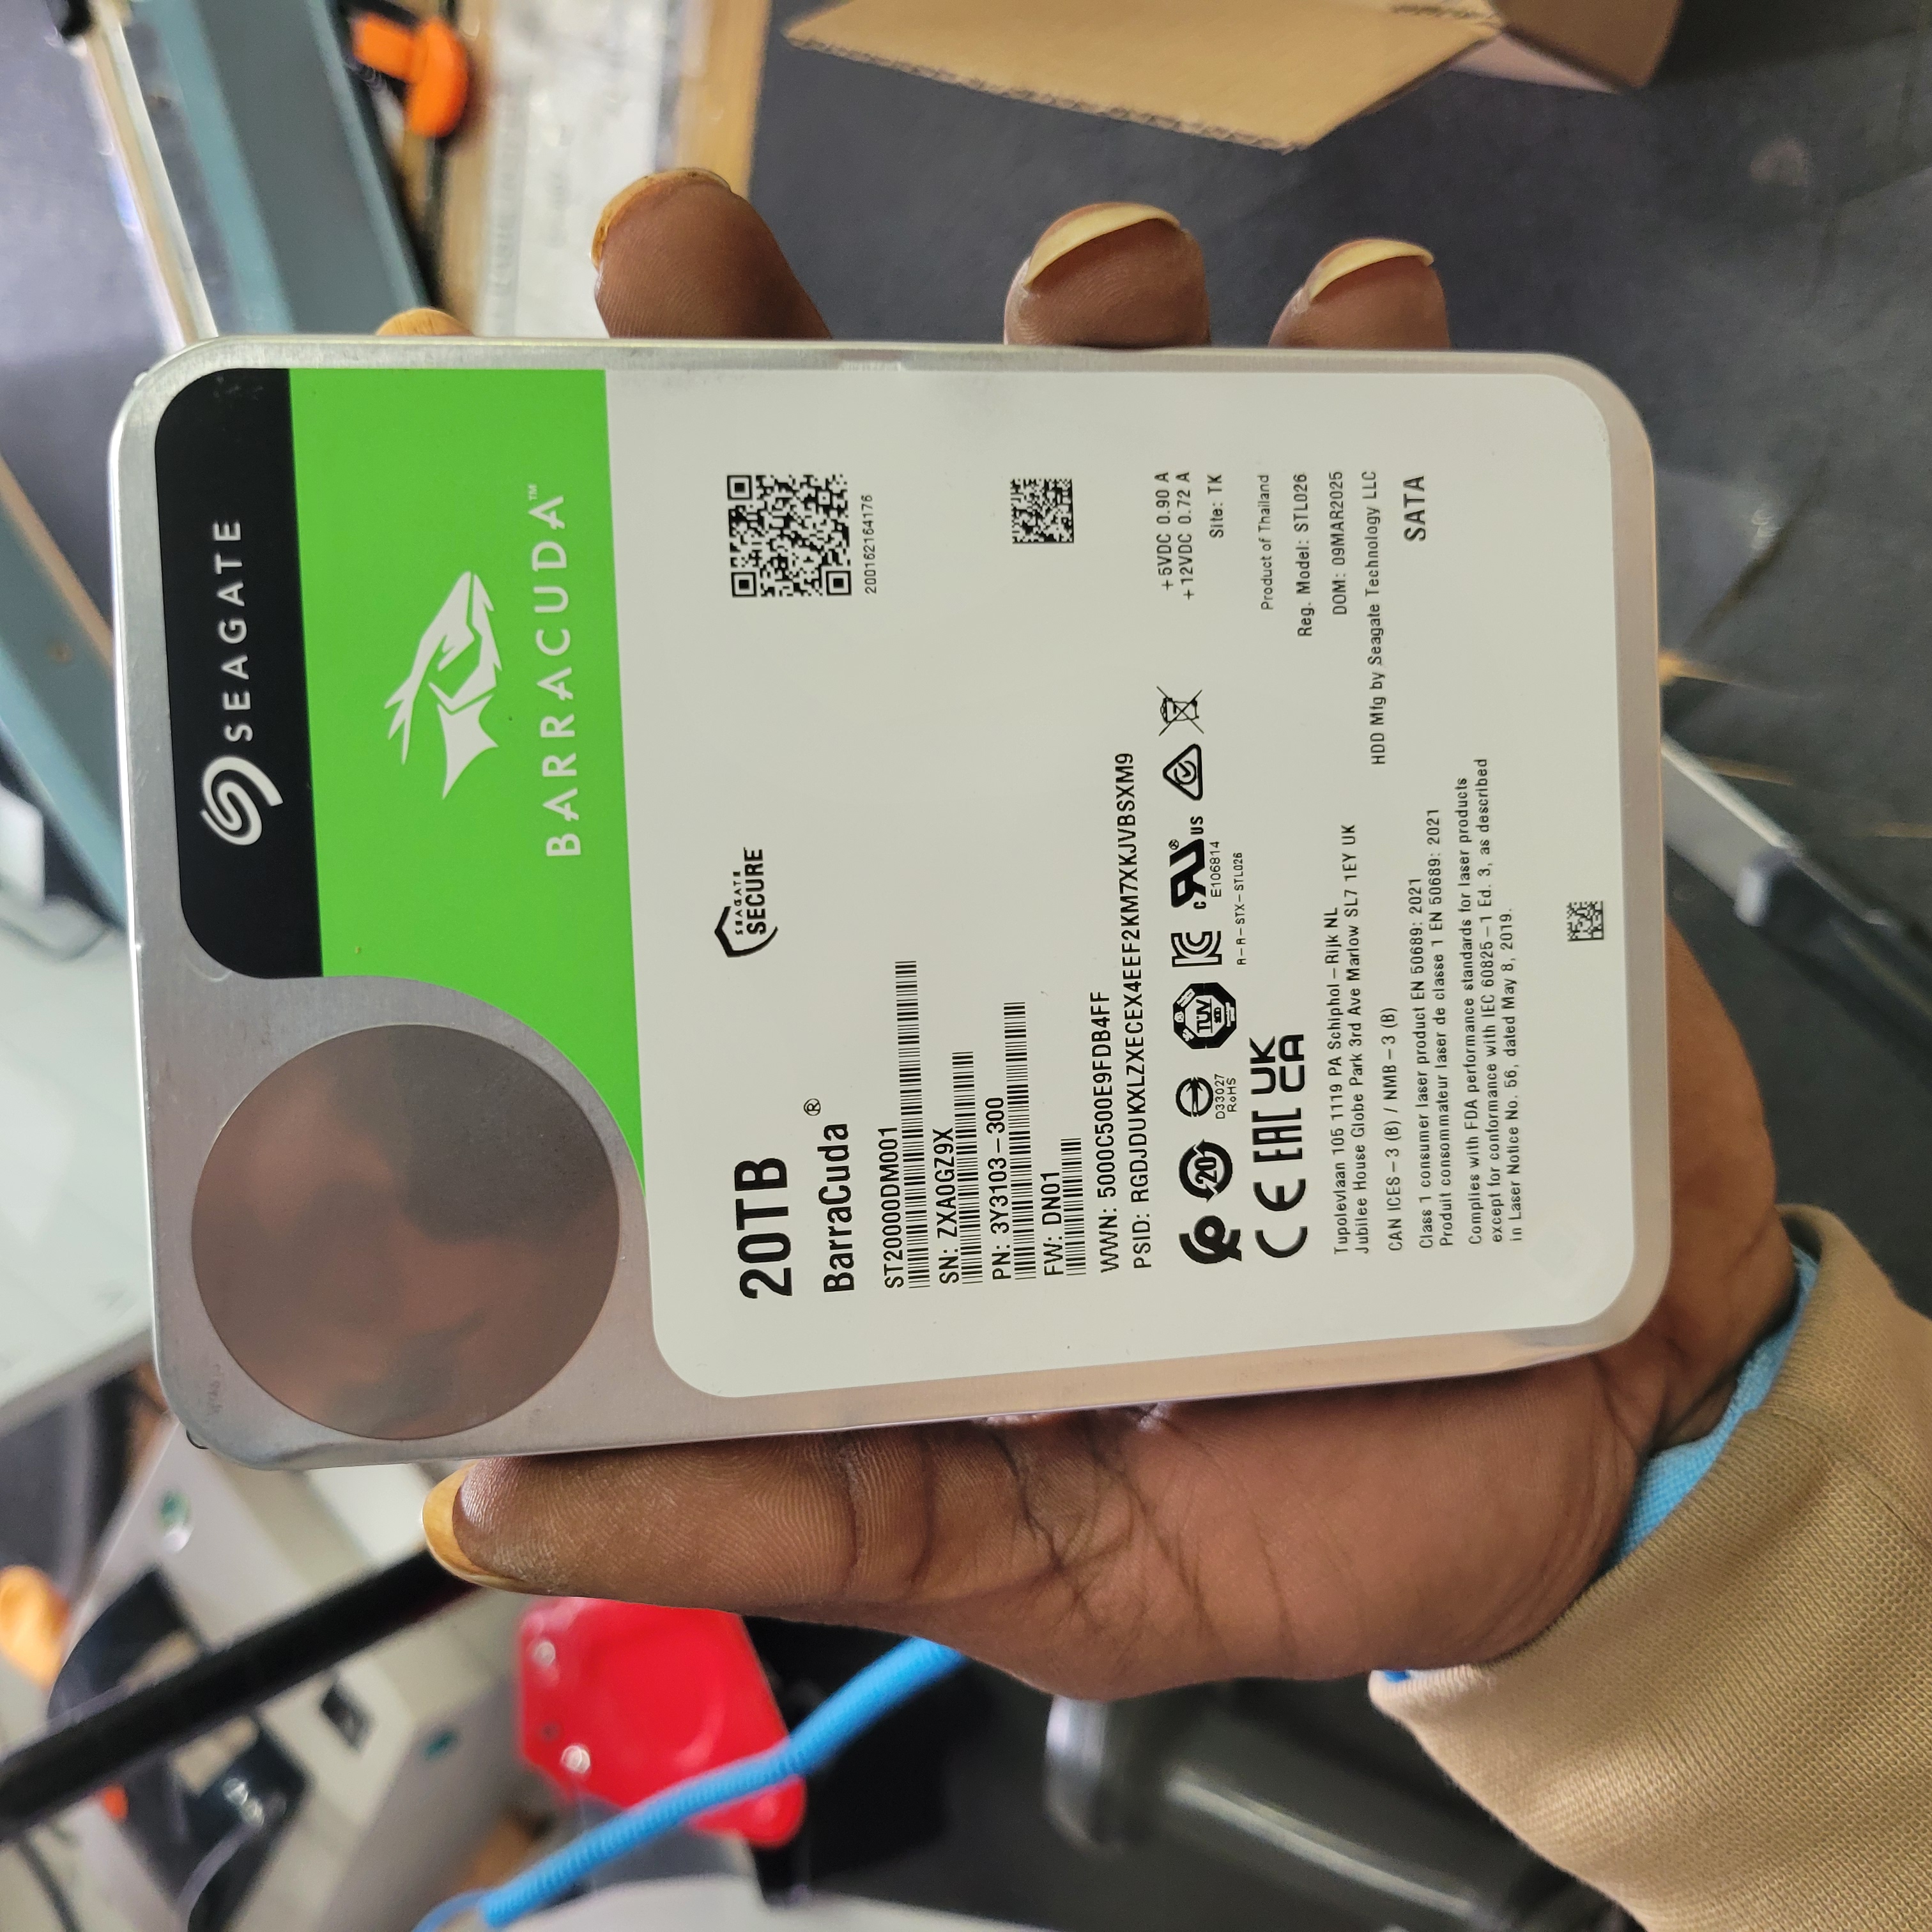 SEAGATE
BARRACUDA™
20TB
SEAGATE
SECURE
BarraCuda®
200162164176
ST20000DM001
SN: ZXA0GZ9X
PN: 3Y3103-300
FW: DN01
WWN: 5000C500E9FDB4FF
PSID: RGDJDUKXLZXECEX4EEF2KM7XKJVBSXM9
+5VDC 0.90 A
+12VDC 0.72 A
Site: TK
20
D33027
RoHS
TÜV
c RU® US
E106814
R-R-STX-STL026
CE EAC UK
CA
Product of Thailand
Reg. Model: STL026
DOM: 09MAR2025
HDD Mfg by Seagate Technology LLC
SATA
Tupolevlaan 105 1119 PA Schiphol-Rijk NL
Jubilee House Globe Park 3rd Ave Marlow SL7 1EY UK
CAN ICES-3 (B) / NMB-3 (B)
Class 1 consumer laser product EN 50689: 2021
Produit consommateur laser de classe 1 EN 50689: 2021
Complies with FDA performance standards for laser products
except for conformance with IEC 60825-1 Ed. 3, as described
in Laser Notice No. 56, dated May 8, 2019.